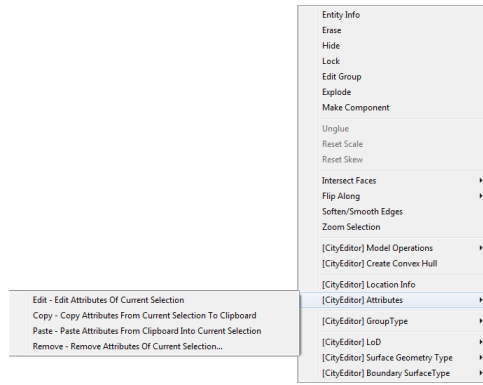 Entity Info
Erase
Hide
Lock
Edit Group
Explode
Make Component
Unglue
Reset Scale
Reset Skew
Intersect Faces
Flip Along
Soften/Smooth Edges
Zoom Selection
[CityEditor] Model Operations
[CityEditor] Create Convex Hull
[CityEditor] Location Info
[CityEditor] Attributes
Edit - Edit Attributes Of Current Selection
Copy - Copy Attributes From Current Selection To Clipboard
Paste - Paste Attributes From Clipboard Into Current Selection
Remove - Remove Attributes Of Current Selection...
[CityEditor] GroupType
[CityEditor] LoD
[CityEditor] Surface Geometry Type
[CityEditor] Boundary SurfaceType